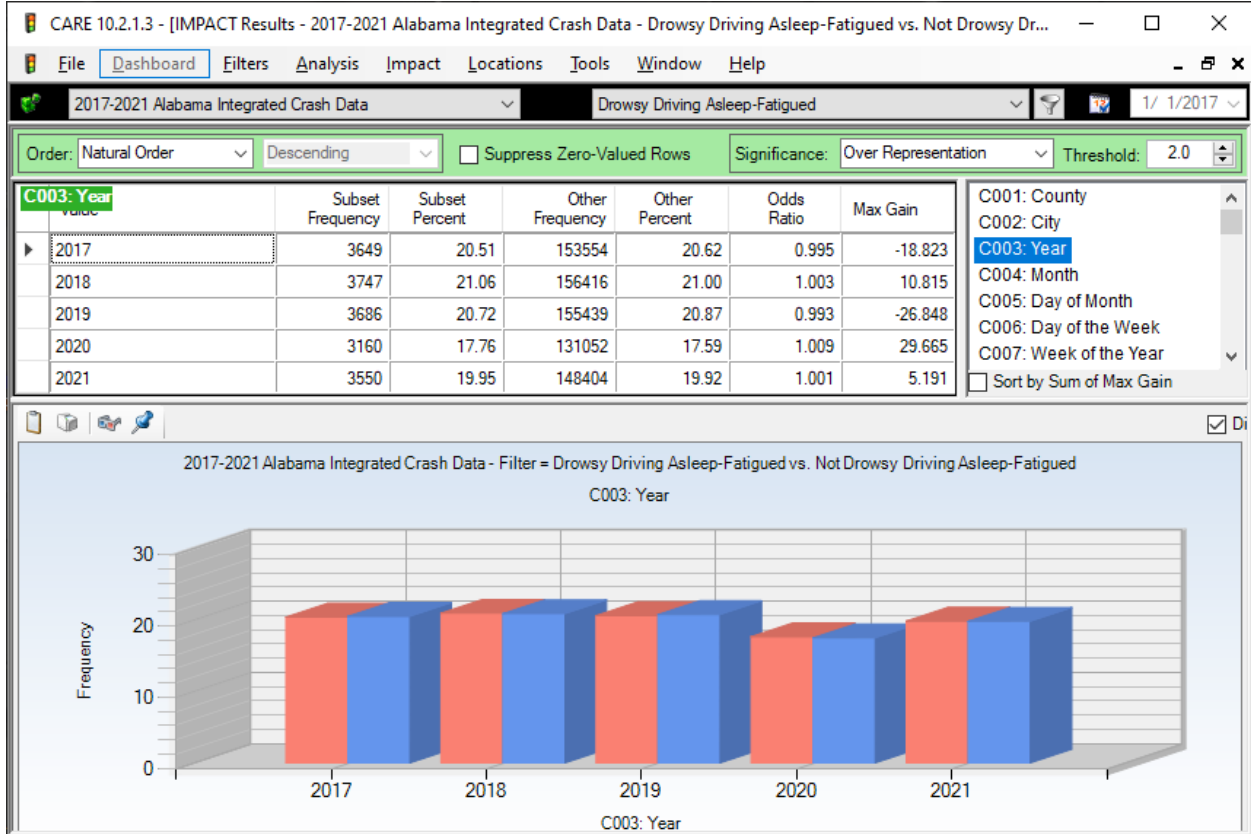 CARE 10.2.1.3 - [IMPACT Results - 2017-2021 Alabama Integrated Crash Data - Drowsy Driving Asleep-Fatigued vs. Not Drowsy Dr...
File Dashboard Filters Analysis Impact Locations Tools Window Help
2017-2021 Alabama Integrated Crash Data Drowsy Driving Asleep-Fatigued 1/ 1/2017
Order: Natural Order Descending Suppress Zero-Valued Rows Significance: Over Representation Threshold: 2.0
C003: Year
Subset Frequency Subset Percent Other Frequency Other Percent Odds Ratio Max Gain
2017 3649 20.51 153554 20.62 0.995 -18.823
2018 3747 21.06 156416 21.00 1.003 10.815
2019 3686 20.72 155439 20.87 0.993 -26.848
2020 3160 17.76 131052 17.59 1.009 29.665
2021 3550 19.95 148404 19.92 1.001 5.191
C001: County
C002: City
C003: Year
C004: Month
C005: Day of Month
C006: Day of the Week
C007: Week of the Year
Sort by Sum of Max Gain
Di
2017-2021 Alabama Integrated Crash Data - Filter = Drowsy Driving Asleep-Fatigued vs. Not Drowsy Driving Asleep-Fatigued
C003: Year
Frequency
30
20
10
0
2017 2018 2019 2020 2021
C003: Year